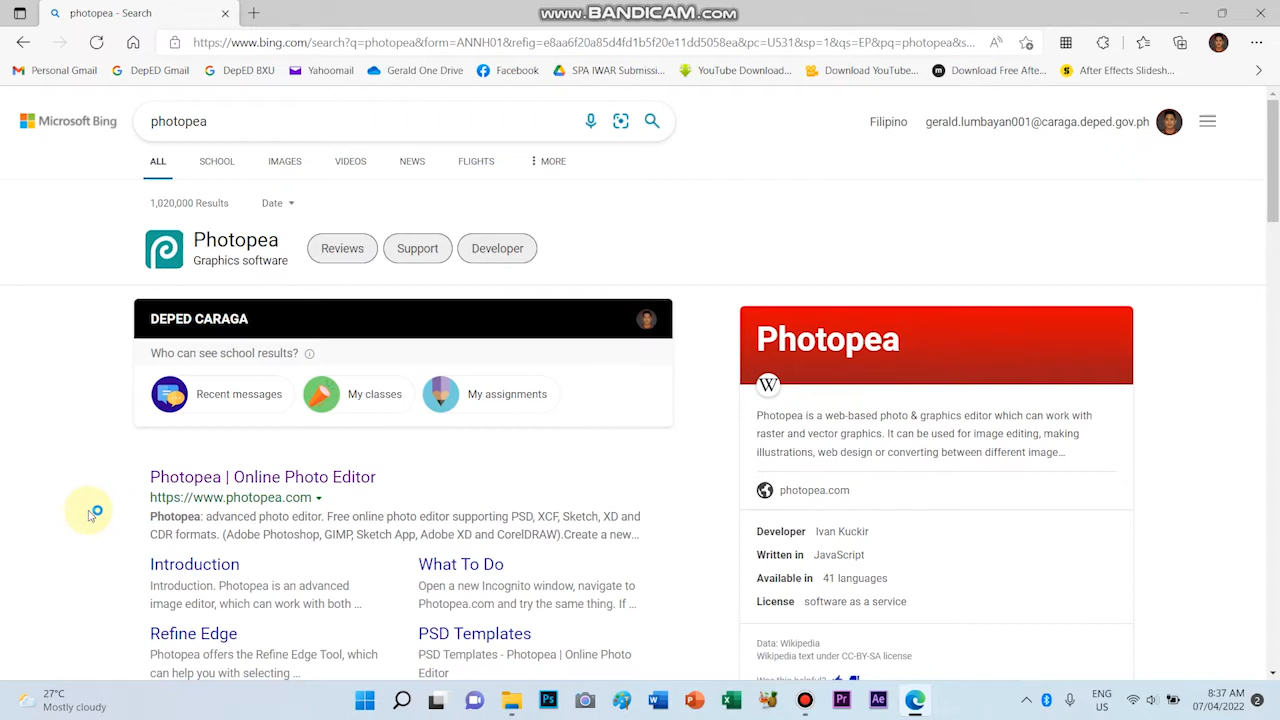 www.BANDICAM.com
photopea - Search
https://www.bing.com/search?q=photopea&form=ANNH01&refig=e8aa6f20a85d4fd1b5f20e11dd5058ea&pc=U531&sp=1&qs=EP&pq=photopea&s...
Personal Gmail
DepED Gmail
DepED BXU
Yahoomail
Gerald One Drive
Facebook
SPA IWAR Submissi...
YouTube Download...
Download YouTube...
Download Free Afte...
After Effects Slidesh...
Microsoft Bing
photopea
Filipino
gerald.lumbayan001@caraga.deped.gov.ph
ALL
SCHOOL
IMAGES
VIDEOS
NEWS
FLIGHTS
MORE
1,020,000 Results
Date
Photopea
Graphics software
Reviews
Support
Developer
DEPED CARAGA
Who can see school results?
Recent messages
My classes
My assignments
Photopea | Online Photo Editor
https://www.photopea.com
Photopea: advanced photo editor. Free online photo editor supporting PSD, XCF, Sketch, XD and
CDR formats. (Adobe Photoshop, GIMP, Sketch App, Adobe XD and CorelDRAW).Create a new...
Introduction
Introduction. Photopea is an advanced
image editor, which can work with both ...
What To Do
Open a new Incognito window, navigate to
Photopea.com and try the same thing. If ...
Refine Edge
Photopea offers the Refine Edge Tool, which
can help you with selecting ...
PSD Templates
PSD Templates - Photopea | Online Photo
Editor
Photopea
W
Photopea is a web-based photo & graphics editor which can work with
raster and vector graphics. It can be used for image editing, making
illustrations, web design or converting between different image...
photopea.com
Developer Ivan Kuckir
Written in JavaScript
Available in 41 languages
License software as a service
Data: Wikipedia
Wikipedia text under CC-BY-SA license
Was this helpful?
27°C
Mostly cloudy
Ps
Pr
Ae
ENG
US
8:37 AM
07/04/2022
2